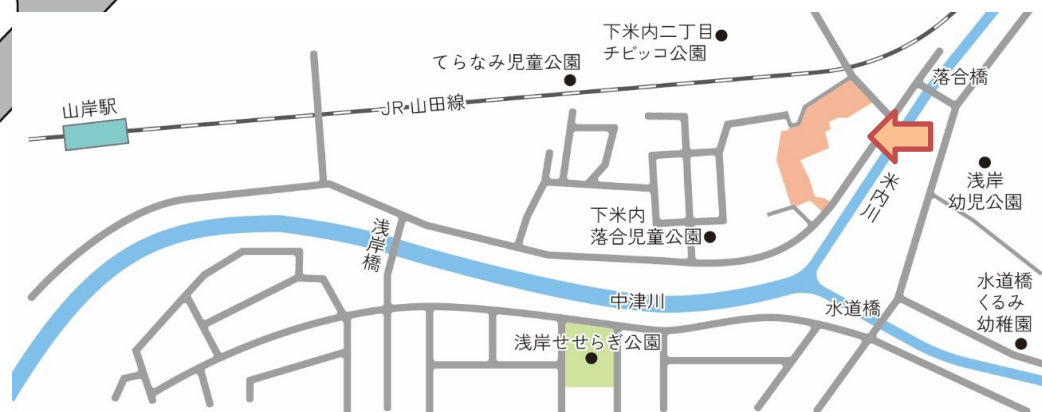 下米内二丁目
チビッコ公園
てらなみ児童公園
落合橋
山岸駅
JR山田線
米内川
浅岸
幼児公園
下米内
落合児童公園
浅岸橋
中津川
水道橋
水道橋
くるみ
幼稚園
浅岸せせらぎ公園